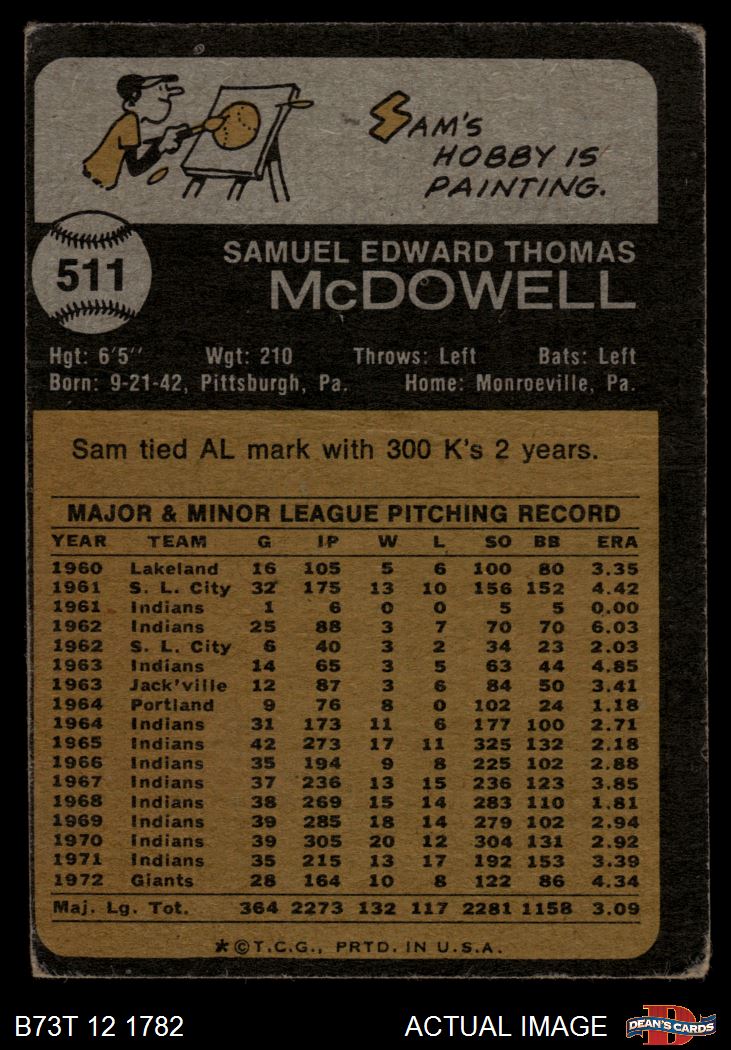 SAM'S
HOBBY IS
PAINTING.
511
SAMUEL EDWARD THOMAS
McDOWELL
Hgt: 6'5" Wgt: 210 Throws: Left Bats: Left
Born: 9-21-42, Pittsburgh, Pa. Home: Monroeville, Pa.
Sam tied AL mark with 300 K's 2 years.
MAJOR & MINOR LEAGUE PITCHING RECORD
YEAR TEAM G IP W L SO BB ERA
1960 Lakeland 16 105 5 6 100 80 3.35
1961 S. L. City 32 175 13 10 156 152 4.42
1961 Indians 1 6 0 0 5 5 0.00
1962 Indians 25 88 3 7 70 70 6.03
1962 S. L. City 6 40 3 2 34 23 2.03
1963 Indians 14 65 3 5 63 44 4.85
1963 Jack'ville 12 87 3 6 84 50 3.41
1964 Portland 9 76 8 0 102 24 1.18
1964 Indians 31 173 11 6 177 100 2.71
1965 Indians 42 273 17 11 325 132 2.18
1966 Indians 35 194 9 8 225 102 2.88
1967 Indians 37 236 13 15 236 123 3.85
1968 Indians 38 269 15 14 283 110 1.81
1969 Indians 39 285 18 14 279 102 2.94
1970 Indians 39 305 20 12 304 131 2.92
1971 Indians 35 215 13 17 192 153 3.39
1972 Giants 28 164 10 8 122 86 4.34
Maj. Lg. Tot. 364 2273 132 117 2281 1158 3.09
*©T.C.G., PRTD. IN U.S.A.
B73T 12 1782 ACTUAL IMAGE DEAN'S CARDS